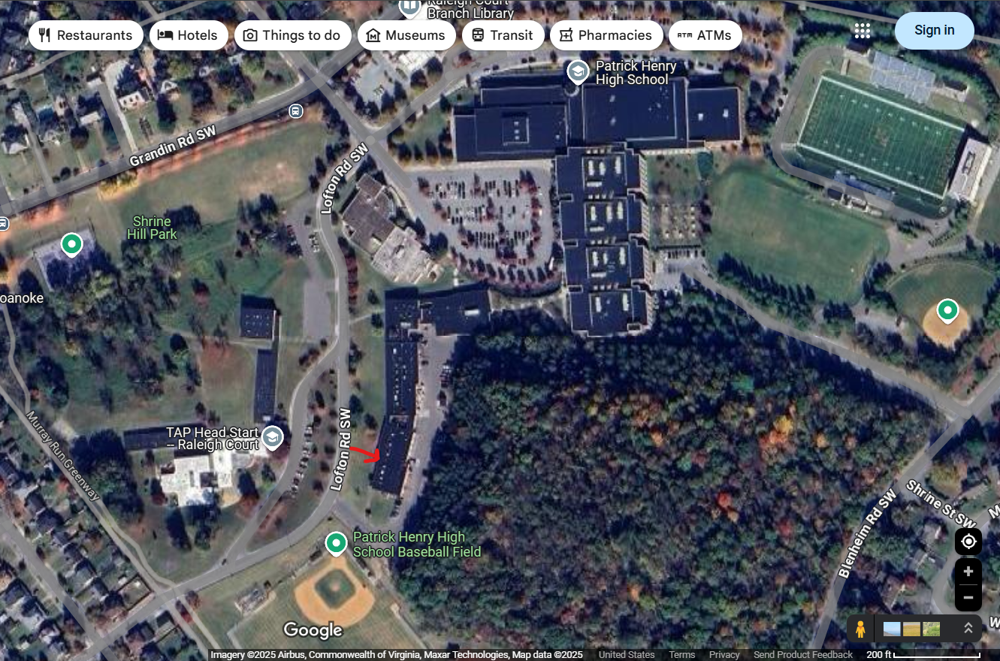 Raleigh Court
Branch Library
Restaurants
Hotels
Things to do
Museums
Transit
Pharmacies
ATM ATMs
Sign in
Patrick Henry
High School
Grandin Rd SW
Lofton Rd SW
Shrine
Hill Park
oanoke
Murray Run Greenway
TAP Head Start
– Raleigh Court
Lofton Rd SW
Shrine St SW
M
Blenheim Rd SW
Patrick Henry High
School Baseball Field
W
Google
Imagery ©2025 Airbus, Commonwealth of Virginia, Maxar Technologies, Map data ©2025 United States Terms Privacy Send Product Feedback 200 ft